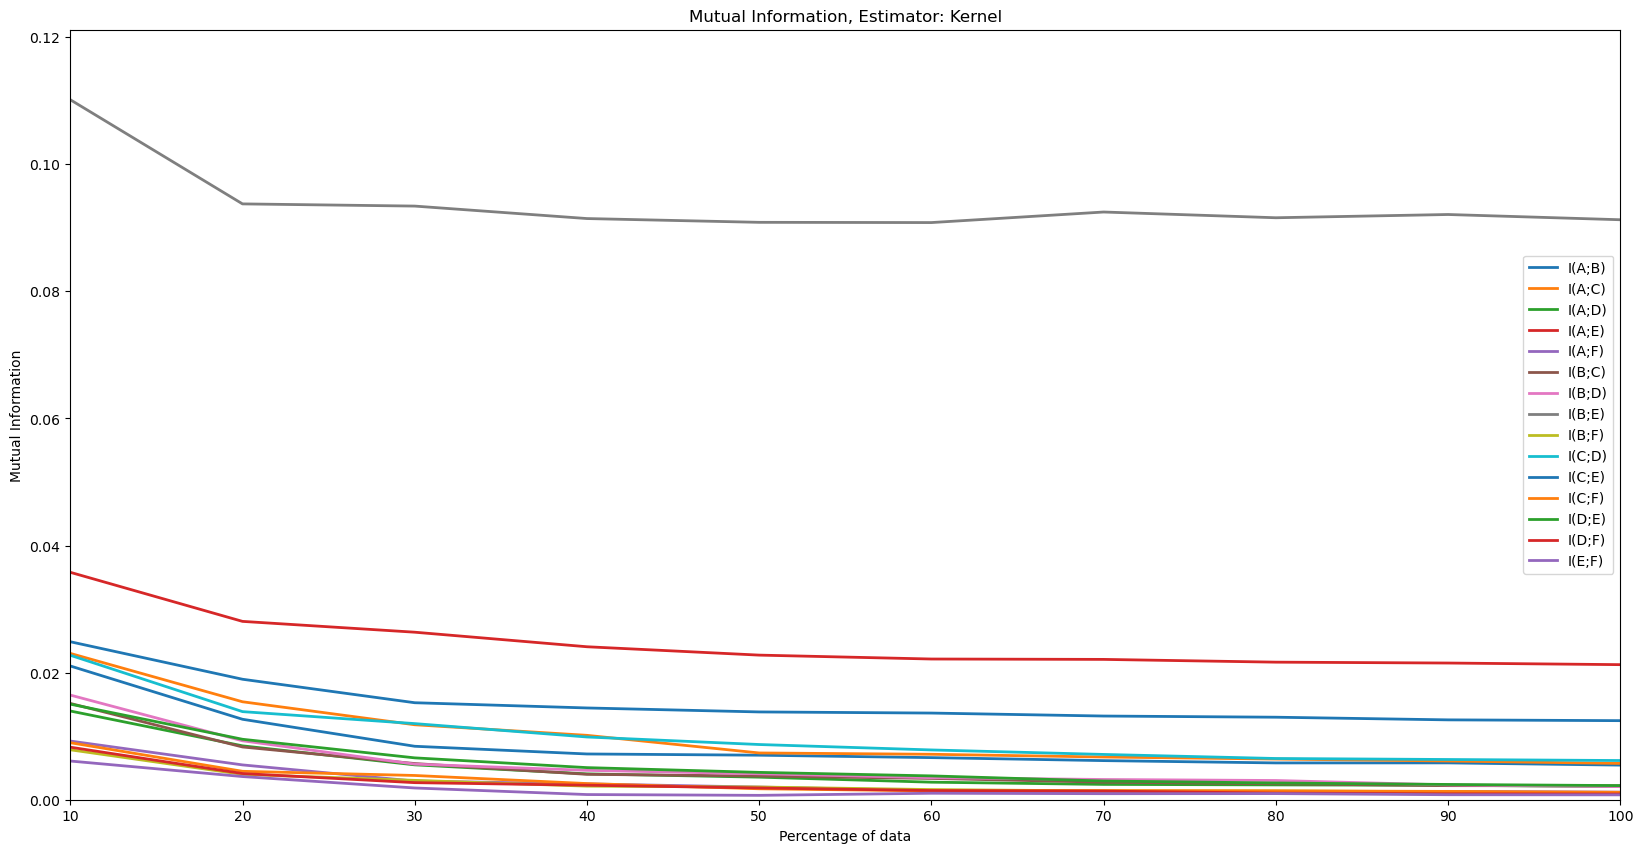 Mutual Information, Estimator: Kernel
0.12
0.10
0.08
0.06
0.04
0.02
0.00
Mutual Information
I(A;B)
I(A;C)
I(A;D)
I(A;E)
I(A;F)
I(B;C)
I(B;D)
I(B;E)
I(B;F)
I(C;D)
I(C;E)
I(C;F)
I(D;E)
I(D;F)
I(E;F)
10 20 30 40 50 60 70 80 90 100
Percentage of data